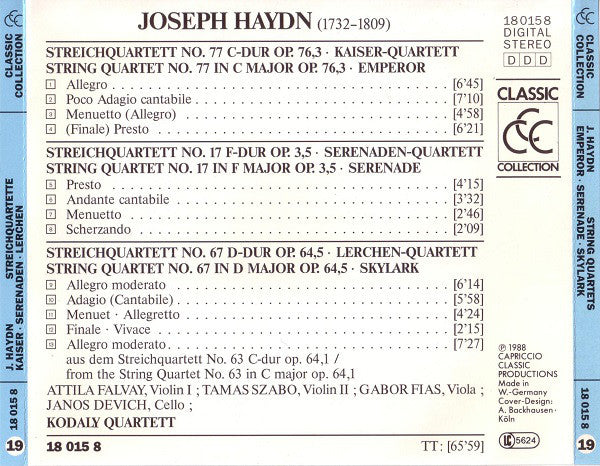 JOSEPH HAYDN (1732–1809)
STREICHQUARTETT NO. 77 C-DUR OP. 76,3 · KAISER-QUARTETT
STRING QUARTET NO. 77 IN C MAJOR OP. 76,3 · EMPEROR
1 Allegro [6'45]
2 Poco Adagio cantabile [7'10]
3 Menuetto (Allegro) [4'58]
4 (Finale) Presto [6'21]
STREICHQUARTETT NO. 17 F-DUR OP. 3,5 · SERENADEN-QUARTETT
STRING QUARTET NO. 17 IN F MAJOR OP. 3,5 · SERENADE
5 Presto [4'15]
6 Andante cantabile [3'32]
7 Menuetto [2'46]
8 Scherzando [2'09]
STREICHQUARTETT NO. 67 D-DUR OP. 64,5 · LERCHEN-QUARTETT
STRING QUARTET NO. 67 IN D MAJOR OP. 64,5 · SKYLARK
9 Allegro moderato [6'14]
10 Adagio (Cantabile) [5'58]
11 Menuet · Allegretto [4'24]
12 Finale · Vivace [2'15]
13 Allegro moderato [7'27]
aus dem Streichquartett No. 63 C-dur op. 64,1 /
from the String Quartet No. 63 in C major op. 64,1
ATTILA FALVAY, Violin I ; TAMAS SZABO, Violin II ; GABOR FIAS, Viola ;
JANOS DEVICH, Cello ;
KODALY QUARTETT
18 015 8 TT: [65'59]
180158
DIGITAL
STEREO
D D D
CLASSIC
CCC
COLLECTION
℗ 1988
CAPRICCIO
CLASSIC
PRODUCTIONS
Made in
W.-Germany
Cover-Design:
A. Backhausen·
Köln
LC 5624
CCC
CLASSIC
COLLECTION
J. HAYDN STREICHQUARTETTE
KAISER · SERENADEN · LERCHEN
18 015 8
19
CCC
CLASSIC
COLLECTION
J. HAYDN STRING QUARTETS
EMPEROR · SERENADE · SKYLARK
18 015 8
19